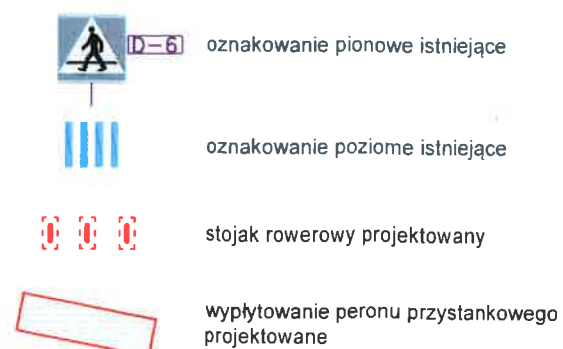 D-6 oznakowanie pionowe istniejące
oznakowanie poziome istniejące
stojak rowerowy projektowany
wypłytowanie peronu przystankowego
projektowane